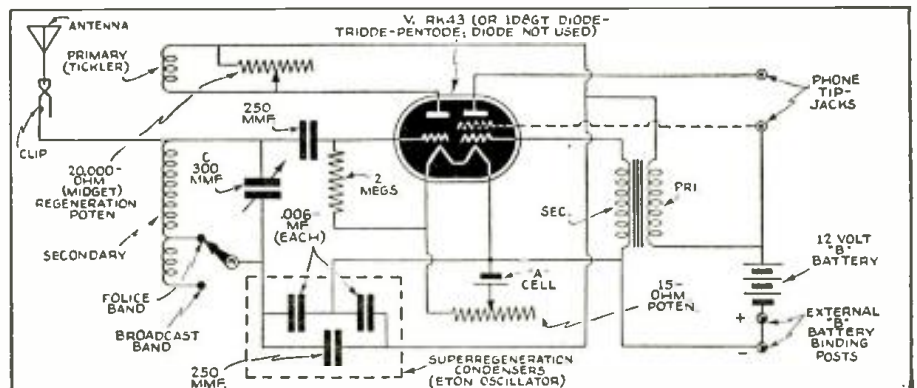 V. RK43 (OR 1D8GT DIODE-
TRIDDE-PENTODE; DIODE NOT USED)
ANTENNA
PRIMARY
(TICKLER)
PHONE
TIP-
JACKS
250
MMF.
CLIP
20,000-
OHM
(MIDGET)
REGENERATION
POTEN
C
300
MMF
2
MEGS
SECONDARY
.006-
MF
(EACH)
SEC.
PRI
12 VOLT
"B"
BATTERY
"A"
CELL
15-
OHM
POTEN.
POLICE
BAND
BROADCAST
BAND
EXTERNAL
"B"
BATTERY
BINDING
POSTS
+
-
250
MMF.
SUPERREGENERATION
CONDENSERS
(ETON OSCILLATOR)